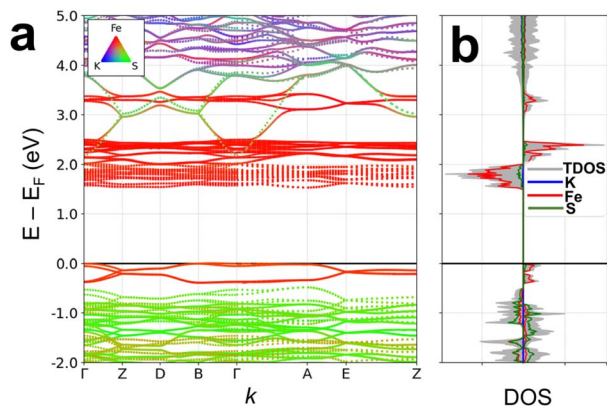 a
Fe
K S
5.0
4.0
3.0
2.0
1.0
0.0
-1.0
-2.0
E − E_F (eV)
Γ Z D B Γ A E Z
k
b
TDOS
K
Fe
S
DOS